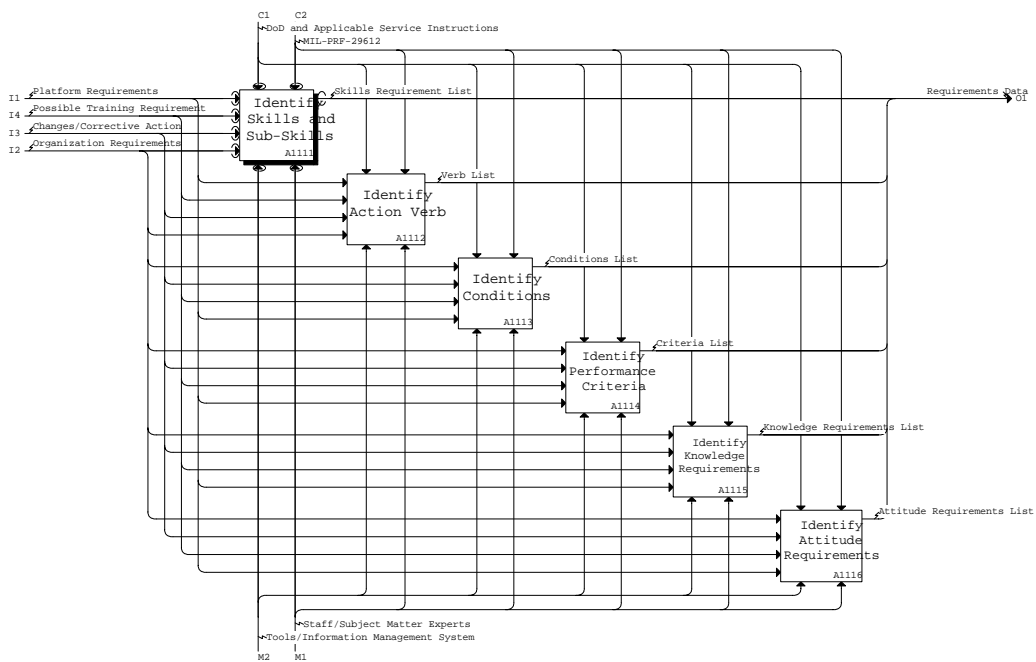 C1
C2
DoD and Applicable Service Instructions
MIL-PRF-29612
I1
Platform Requirements
I4
Possible Training Requirement
I3
Changes/Corrective Action
I2
Organization Requirements
Identify
Skills and
Sub-Skills
A1111
Skills Requirement List
Requirements Data
O1
Identify
Action Verb
A1112
Verb List
Identify
Conditions
A1113
Conditions List
Identify
Performance
Criteria
A1114
Criteria List
Identify
Knowledge
Requirements
A1115
Knowledge Requirements List
Identify
Attitude
Requirements
A1116
Attitude Requirements List
Staff/Subject Matter Experts
Tools/Information Management System
M2
M1